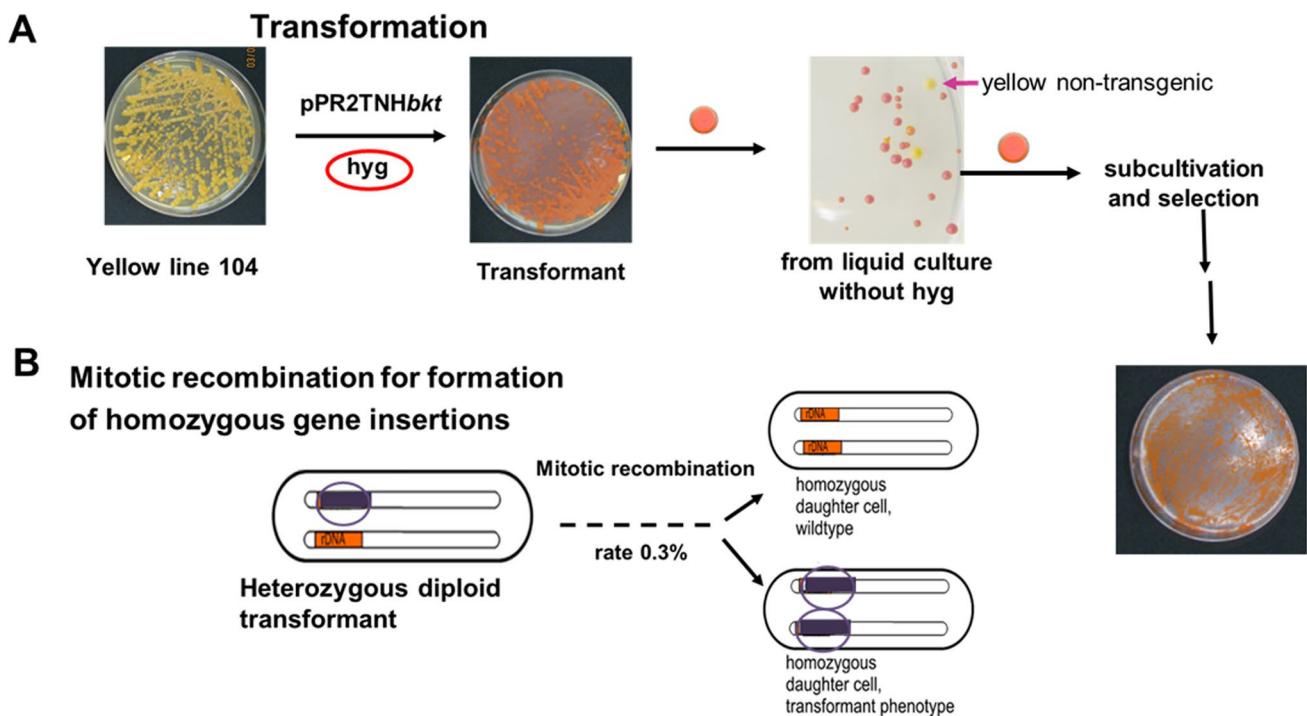 A
Transformation
03/0
pPR2TNHbkt
hyg
yellow non-transgenic
subcultivation
and selection
Yellow line 104
Transformant
from liquid culture
without hyg
B
Mitotic recombination for formation
of homozygous gene insertions
rDNA
Heterozygous diploid
transformant
Mitotic recombination
rate 0.3%
rDNA
rDNA
homozygous
daughter cell,
wildtype
homozygous
daughter cell,
transformant phenotype